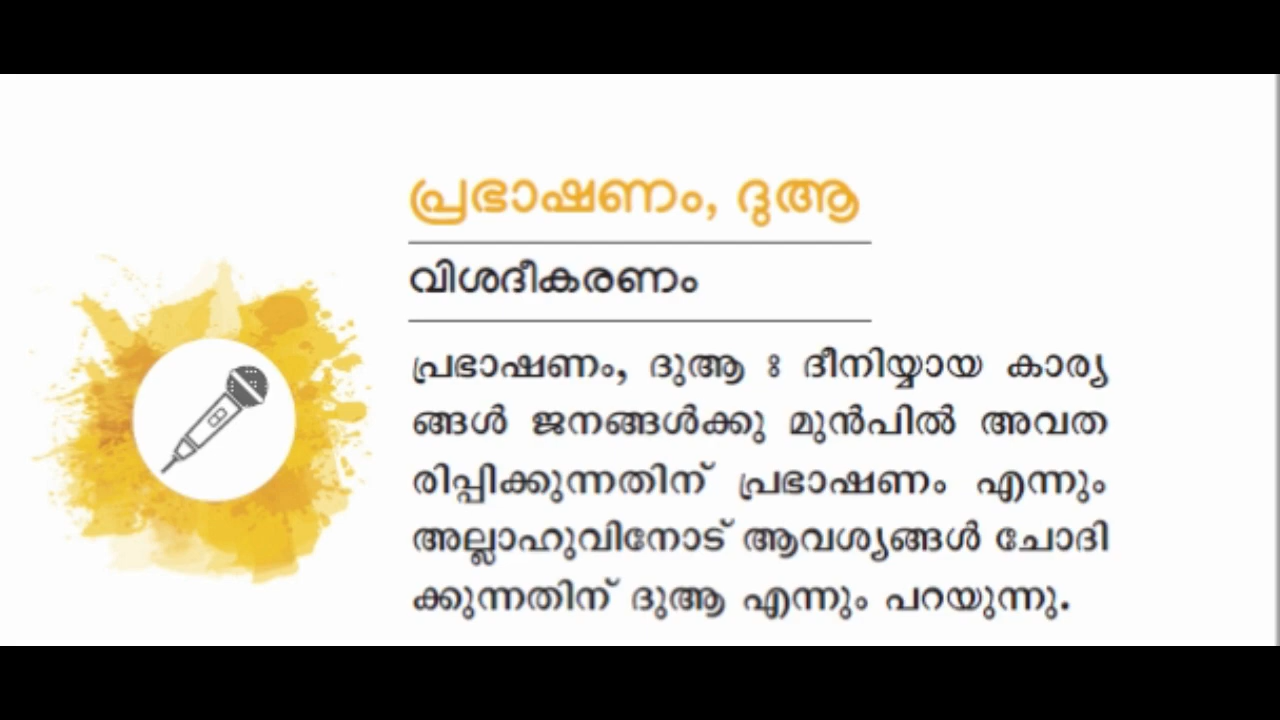 പ്രഭാഷണം, ദുആ
വിശദീകരണം
പ്രഭാഷണം, ദുആ : ദീനിയ്യായ കാര്യ
ങ്ങൾ ജനങ്ങൾക്കു മുൻപിൽ അവത
രിപ്പിക്കുന്നതിന് പ്രഭാഷണം എന്നും
അല്ലാഹുവിനോട് ആവശ്യങ്ങൾ ചോദി
ക്കുന്നതിന് ദുആ എന്നും പറയുന്നു.